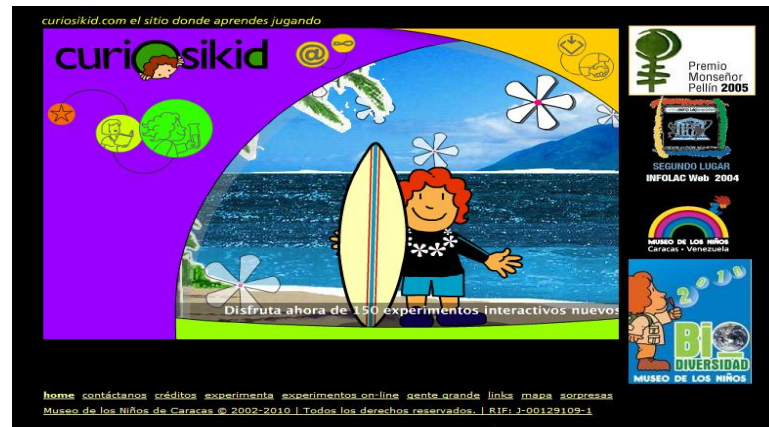 curiosikid.com el sitio donde aprendes jugando
curiosikid
@
Disfruta ahora de 150 experimentos interactivos nuevos
Premio
Monseñor
Pellín 2005
SEGUNDO LUGAR
INFOLAC Web 2004
MUSEO DE LOS NIÑOS
Caracas - Venezuela
2010
BIO
DIVERSIDAD
MUSEO DE LOS NIÑOS
home contáctanos créditos experimenta experimentos on-line gente grande links mapa sorpresas
Museo de los Niños de Caracas © 2002-2010 | Todos los derechos reservados. | RIF: J-00129109-1